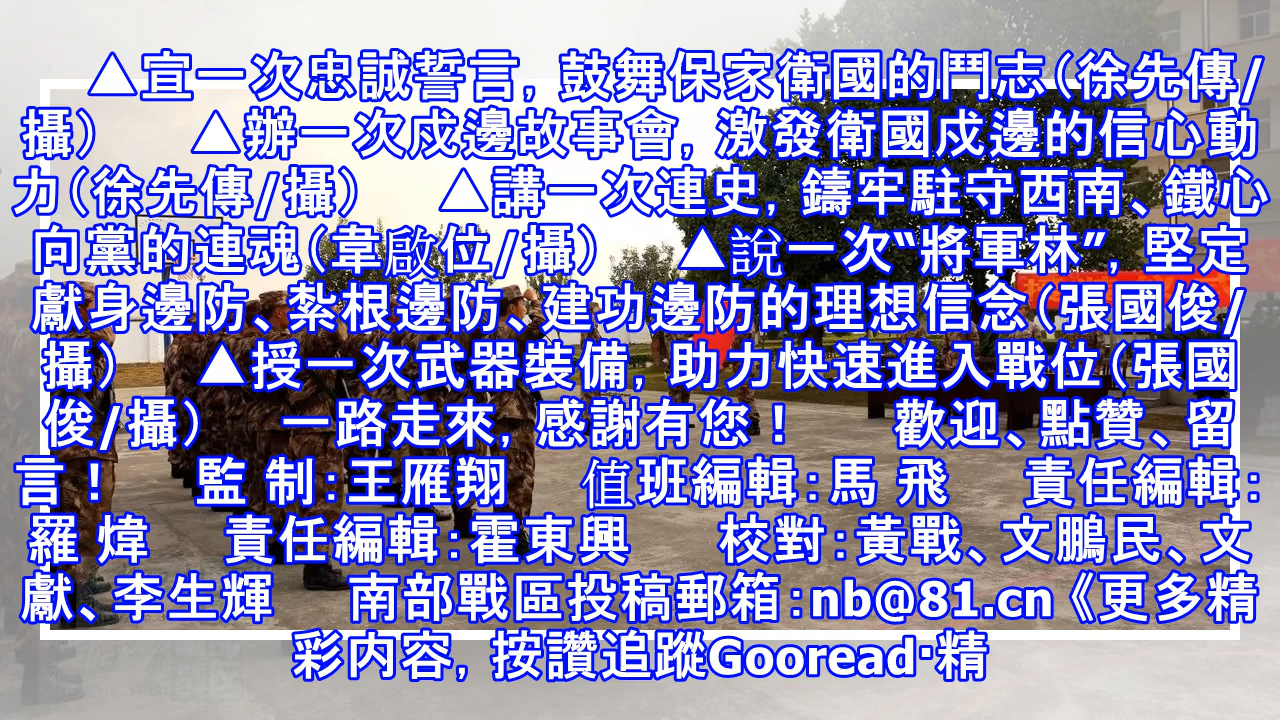 ▲宣一次忠誠誓言，鼓舞保家衛國的鬥志（徐先傳/
攝）　　▲辦一次戍邊故事會，激發衛國戍邊的信心動
力（徐先傳/攝）　　▲講一次連史，鑄牢駐守西南、鐵心
向黨的連魂（韋啟位/攝）　　▲說一次“將軍林”，堅定
獻身邊防、紮根邊防、建功邊防的理想信念（張國俊/
攝）　　▲授一次武器裝備，助力快速進入戰位（張國
俊/攝）　　一路走來，感謝有您！　　歡迎、點贊、留
言！　　監 制：王雁翔　　值班編輯：馬 飛　　責任編輯：
羅 煒　　責任編輯：霍東興　　校對：黃戰、文鵬民、文
獻、李生輝　　南部戰區投稿郵箱：nb@81.cn《更多精
彩內容，按讚追蹤Gooread·精